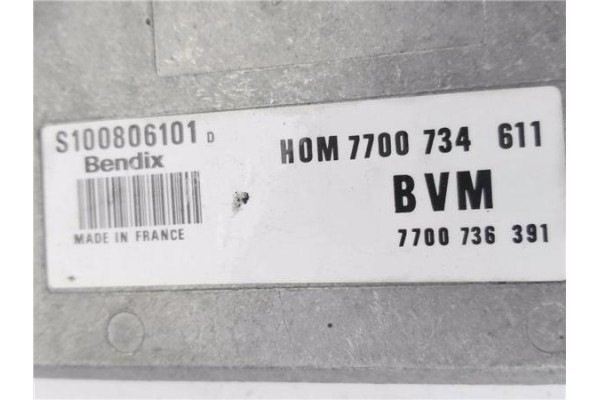 S100806101 D
Bendix
MADE IN FRANCE
HOM 7700 734 611
BVM
7700 736 391